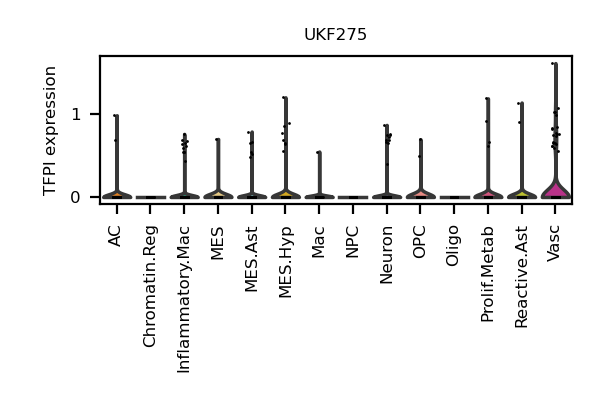 UKF275
TFPI expression
1
0
AC
Chromatin.Reg
Inflammatory.Mac
MES
MES.Ast
MES.Hyp
Mac
NPC
Neuron
OPC
Oligo
Prolif.Metab
Reactive.Ast
Vasc